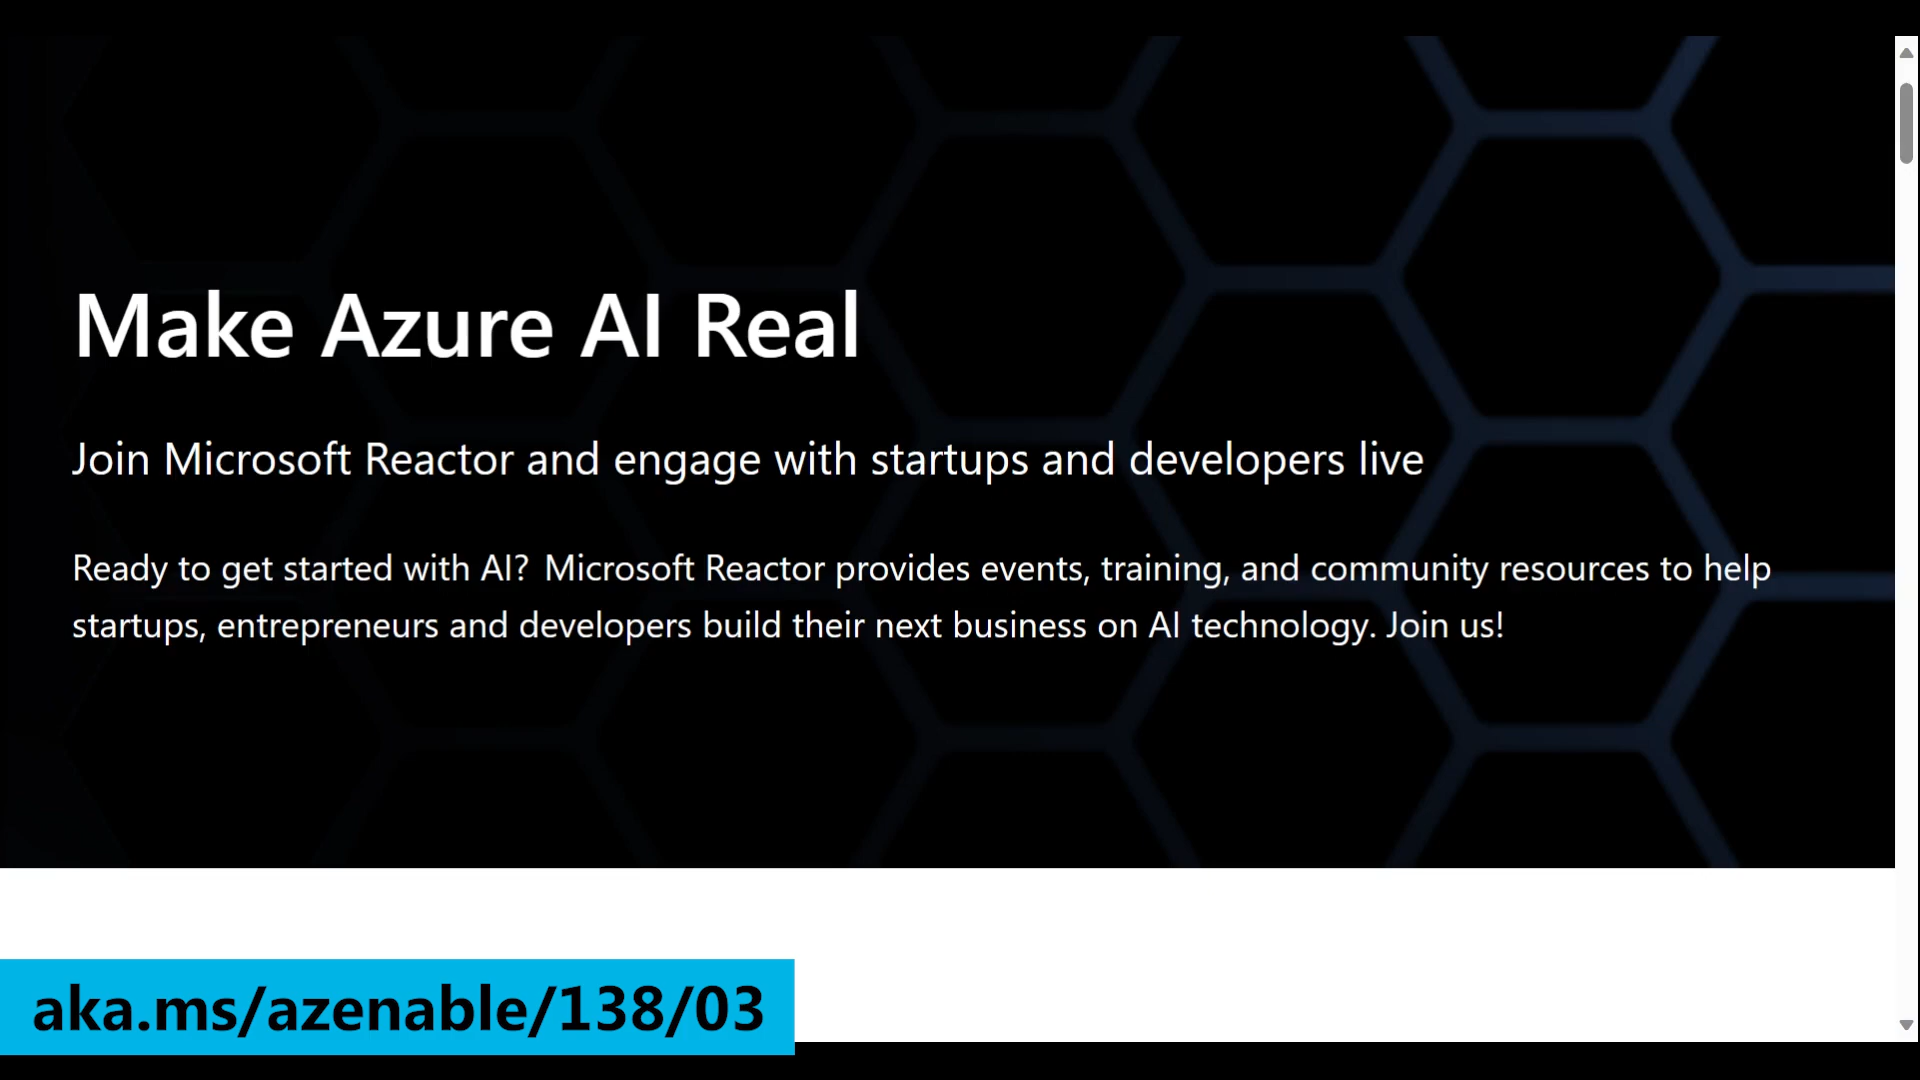 Make Azure AI Real
Join Microsoft Reactor and engage with startups and developers live
Ready to get started with AI? Microsoft Reactor provides events, training, and community resources to help
startups, entrepreneurs and developers build their next business on AI technology. Join us!
aka.ms/azenable/138/03